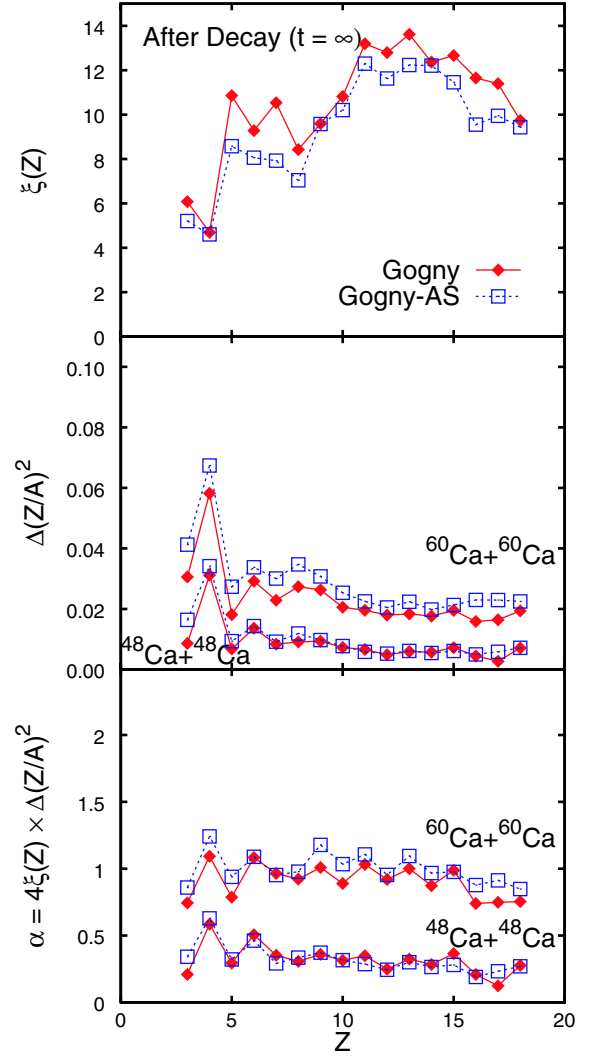 After Decay (t = ∞)
ξ(Z)
14
12
10
8
6
4
2
0
Gogny
Gogny-AS
Δ(Z/A)²
0.10
0.08
0.06
0.04
0.02
0.00
⁶⁰Ca+⁶⁰Ca
⁴⁸Ca+⁴⁸Ca
α = 4ξ(Z) × Δ(Z/A)²
2
1.5
1
0.5
0
⁶⁰Ca+⁶⁰Ca
⁴⁸Ca+⁴⁸Ca
0 5 10 15 20
Z